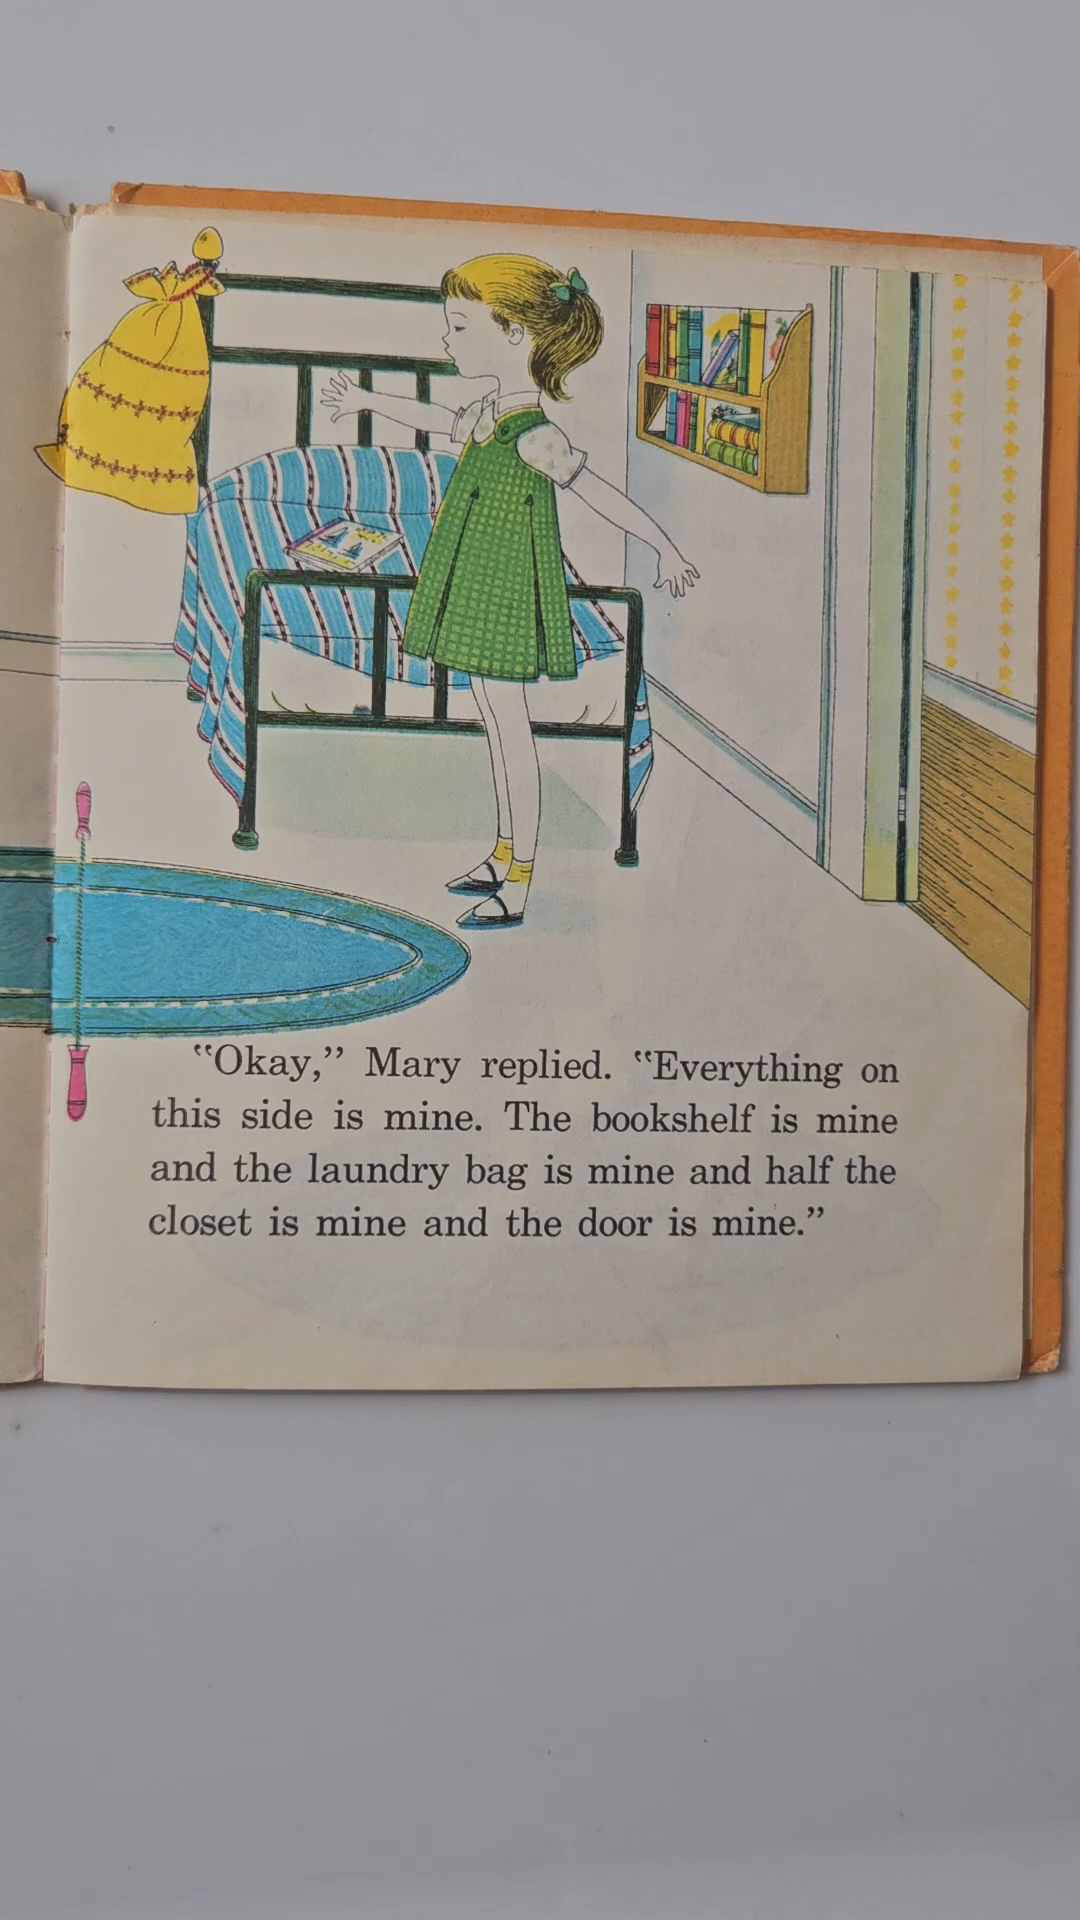 “Okay,” Mary replied. “Everything on
this side is mine. The bookshelf is mine
and the laundry bag is mine and half the
closet is mine and the door is mine.”